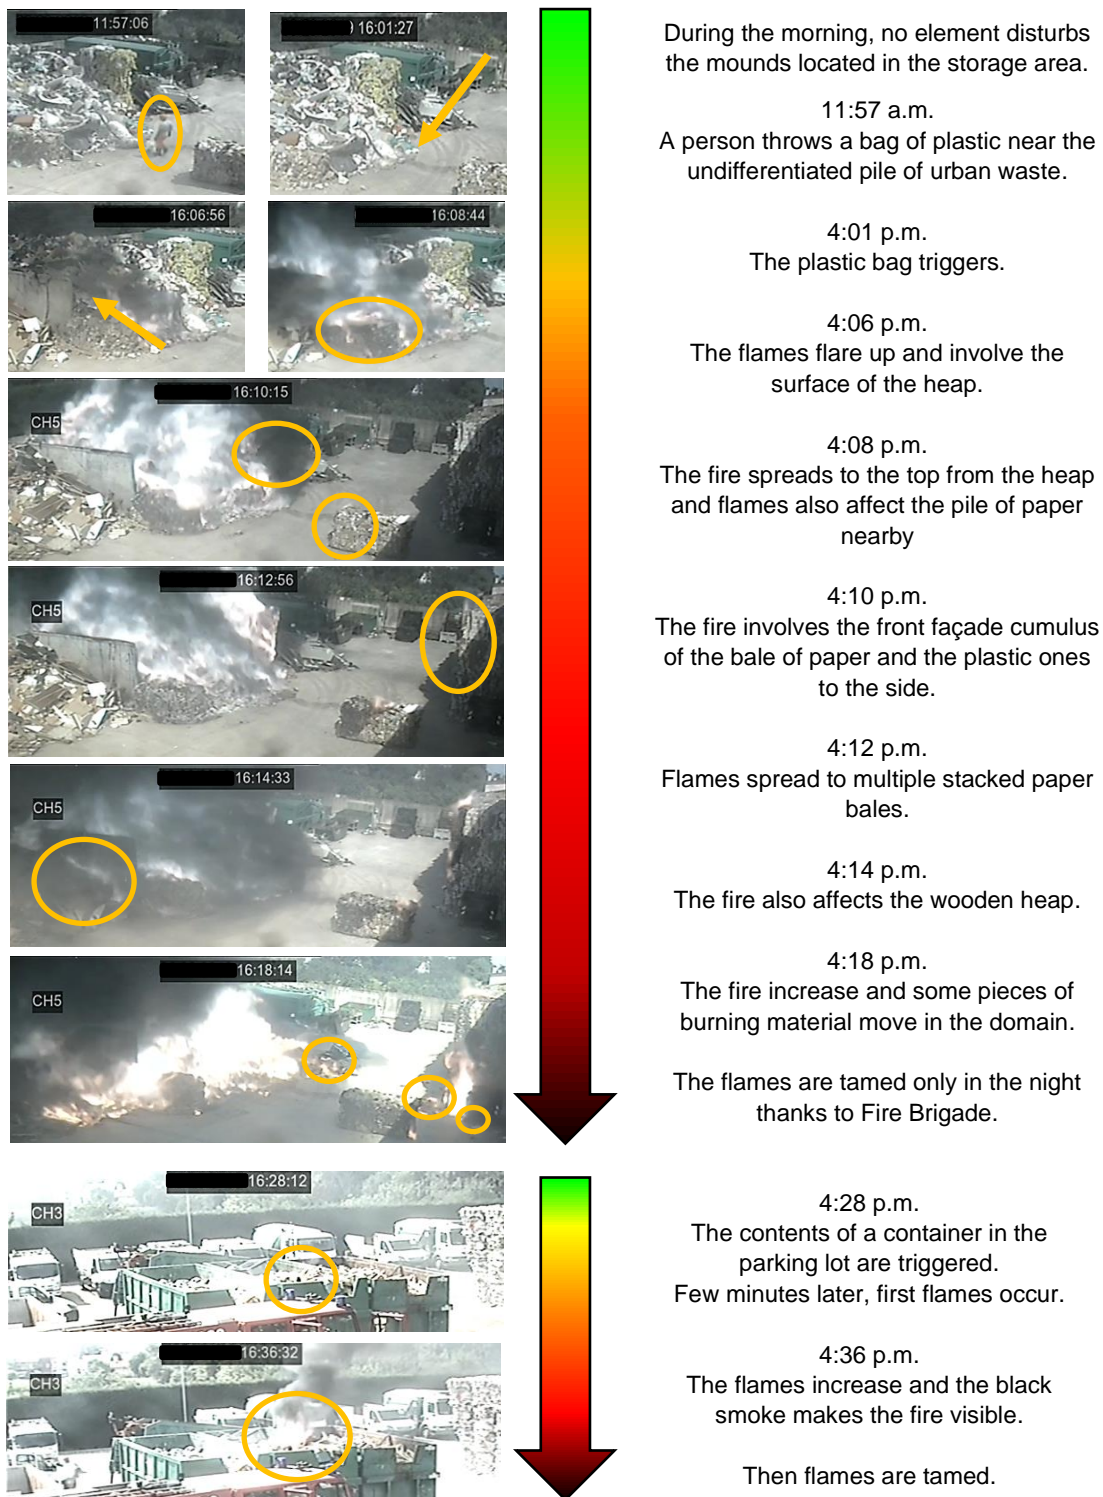 11:57:06
9 16:01:27
During the morning, no element disturbs
the mounds located in the storage area.
11:57 a.m.
A person throws a bag of plastic near the
undifferentiated pile of urban waste.
16:06:56
16:08:44
4:01 p.m.
The plastic bag triggers.
4:06 p.m.
The flames flare up and involve the
surface of the heap.
16:10:15
CH5
4:08 p.m.
The fire spreads to the top from the heap
and flames also affect the pile of paper
nearby
16:12:56
CH5
4:10 p.m.
The fire involves the front façade cumulus
of the bale of paper and the plastic ones
to the side.
16:14:33
CH5
4:12 p.m.
Flames spread to multiple stacked paper
bales.
4:14 p.m.
The fire also affects the wooden heap.
16:18:14
CH5
4:18 p.m.
The fire increase and some pieces of
burning material move in the domain.
The flames are tamed only in the night
thanks to Fire Brigade.
16:28:12
CH3
4:28 p.m.
The contents of a container in the
parking lot are triggered.
Few minutes later, first flames occur.
16:36:32
CH3
4:36 p.m.
The flames increase and the black
smoke makes the fire visible.
Then flames are tamed.